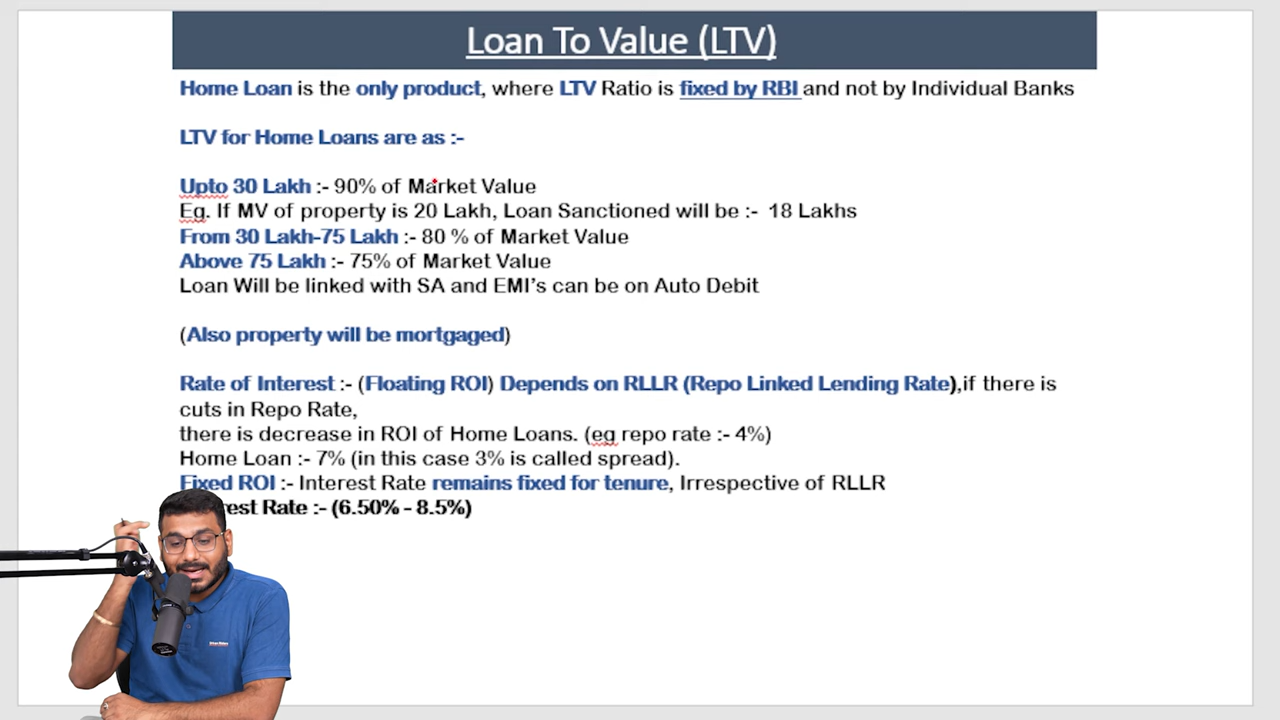 Loan To Value (LTV)
Home Loan is the only product, where LTV Ratio is fixed by RBI and not by Individual Banks
LTV for Home Loans are as :-
Upto 30 Lakh :- 90% of Market Value
Eg. If MV of property is 20 Lakh, Loan Sanctioned will be :- 18 Lakhs
From 30 Lakh-75 Lakh :- 80 % of Market Value
Above 75 Lakh :- 75% of Market Value
Loan Will be linked with SA and EMI’s can be on Auto Debit
(Also property will be mortgaged)
Rate of Interest :- (Floating ROI) Depends on RLLR (Repo Linked Lending Rate),if there is
cuts in Repo Rate,
there is decrease in ROI of Home Loans. (eg repo rate :- 4%)
Home Loan :- 7% (in this case 3% is called spread).
Fixed ROI :- Interest Rate remains fixed for tenure, Irrespective of RLLR
rest Rate :- (6.50% - 8.5%)